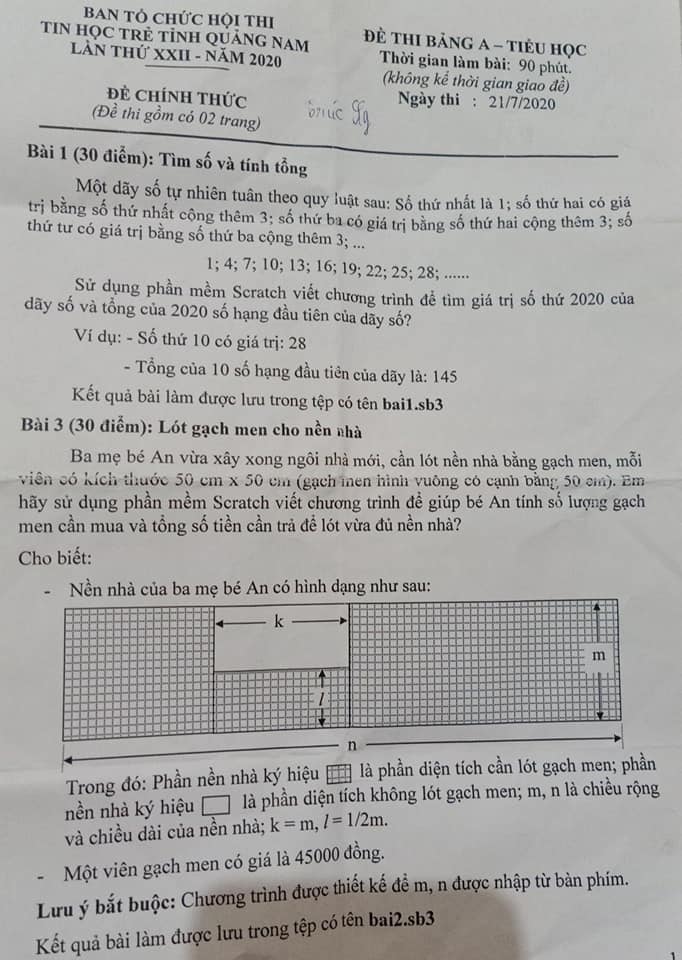 BAN TỔ CHỨC HỘI THI
TIN HỌC TRẺ TỈNH QUẢNG NAM
LẦN THỨ XXII - NĂM 2020
ĐỀ CHÍNH THỨC
(Đề thi gồm có 02 trang)
ĐỀ THI BẢNG A – TIỂU HỌC
Thời gian làm bài: 90 phút.
(không kể thời gian giao đề)
Ngày thi : 21/7/2020
Bài 1 (30 điểm): Tìm số và tính tổng
Một dãy số tự nhiên tuân theo quy luật sau: Số thứ nhất là 1; số thứ hai có giá
trị bằng số thứ nhất cộng thêm 3; số thứ ba có giá trị bằng số thứ hai cộng thêm 3; số
thứ tư có giá trị bằng số thứ ba cộng thêm 3; ...
1; 4; 7; 10; 13; 16; 19; 22; 25; 28; ......
Sử dụng phần mềm Scratch viết chương trình để tìm giá trị số thứ 2020 của
dãy số và tổng của 2020 số hạng đầu tiên của dãy số?
Ví dụ: - Số thứ 10 có giá trị: 28
- Tổng của 10 số hạng đầu tiên của dãy là: 145
Kết quả bài làm được lưu trong tệp có tên bai1.sb3
Bài 3 (30 điểm): Lót gạch men cho nền nhà
Ba mẹ bé An vừa xây xong ngôi nhà mới, cần lót nền nhà bằng gạch men, mỗi
viên có kích thước 50 cm x 50 cm (gạch men hình vuông có cạnh bằng 50 cm). Em
hãy sử dụng phần mềm Scratch viết chương trình để giúp bé An tính số lượng gạch
men cần mua và tổng số tiền cần trả để lót vừa đủ nền nhà?
Cho biết:
- Nền nhà của ba mẹ bé An có hình dạng như sau:
k
m
l
n
Trong đó: Phần nền nhà ký hiệu là phần diện tích cần lót gạch men; phần
nền nhà ký hiệu là phần diện tích không lót gạch men; m, n là chiều rộng
và chiều dài của nền nhà; k = m, l = 1/2m.
- Một viên gạch men có giá là 45000 đồng.
Lưu ý bắt buộc: Chương trình được thiết kế để m, n được nhập từ bàn phím.
Kết quả bài làm được lưu trong tệp có tên bai2.sb3
1